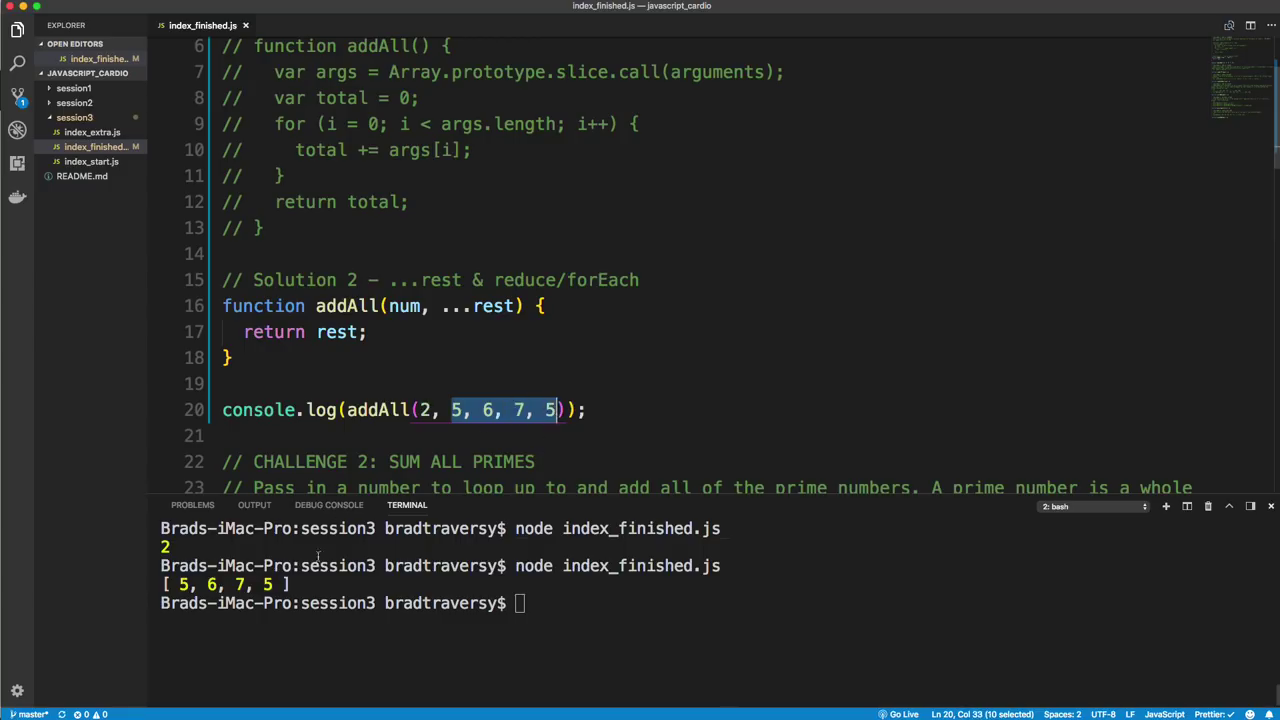 index_finished.js — javascript_cardio
EXPLORER
OPEN EDITORS
index_finishe... M
JAVASCRIPT_CARDIO
session1
session2
session3
index_extra.js
index_finished... M
index_start.js
README.md
1
index_finished.js ×
6 // function addAll() {
7 //   var args = Array.prototype.slice.call(arguments);
8 //   var total = 0;
9 //   for (i = 0; i < args.length; i++) {
10 //     total += args[i];
11 //   }
12 //   return total;
13 // }
14
15 // Solution 2 - ...rest & reduce/forEach
16 function addAll(num, ...rest) {
17   return rest;
18 }
19
20 console.log(addAll(2, 5, 6, 7, 5));
21
22 // CHALLENGE 2: SUM ALL PRIMES
23 // Pass in a number to loop up to and add all of the prime numbers. A prime number is a whole
PROBLEMS OUTPUT DEBUG CONSOLE TERMINAL 2: bash
Brads-iMac-Pro:session3 bradtraversy$ node index_finished.js
2
Brads-iMac-Pro:session3 bradtraversy$ node index_finished.js
[ 5, 6, 7, 5 ]
Brads-iMac-Pro:session3 bradtraversy$
master* 0 0 Go Live Ln 20, Col 33 (10 selected) Spaces: 2 UTF-8 LF JavaScript Prettier: ✓